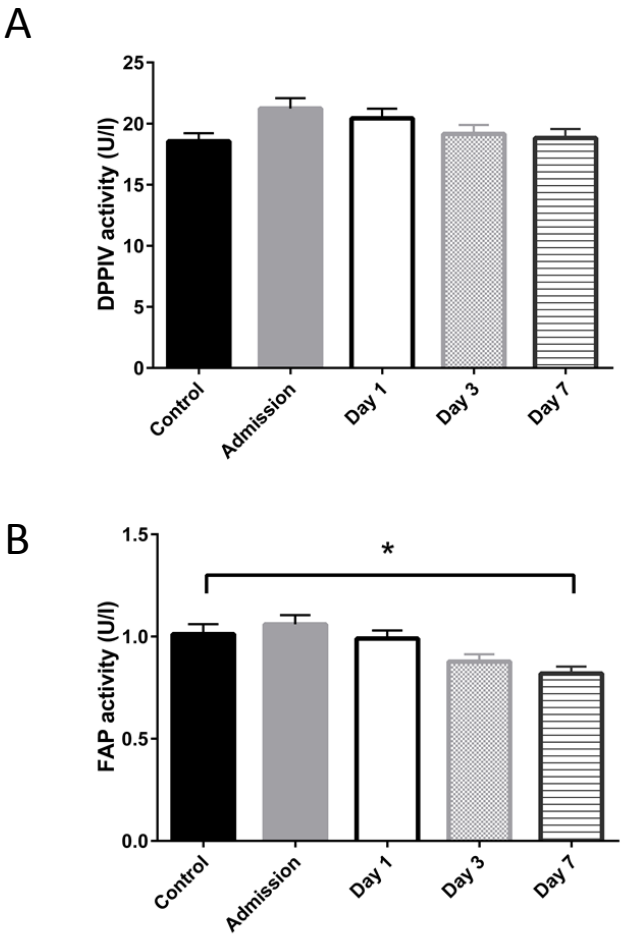 A
DPPIV activity (U/l)
25
20
15
10
5
0
Control
Admission
Day 1
Day 3
Day 7
B
FAP activity (U/l)
1.5
1.0
0.5
0.0
*
Control
Admission
Day 1
Day 3
Day 7